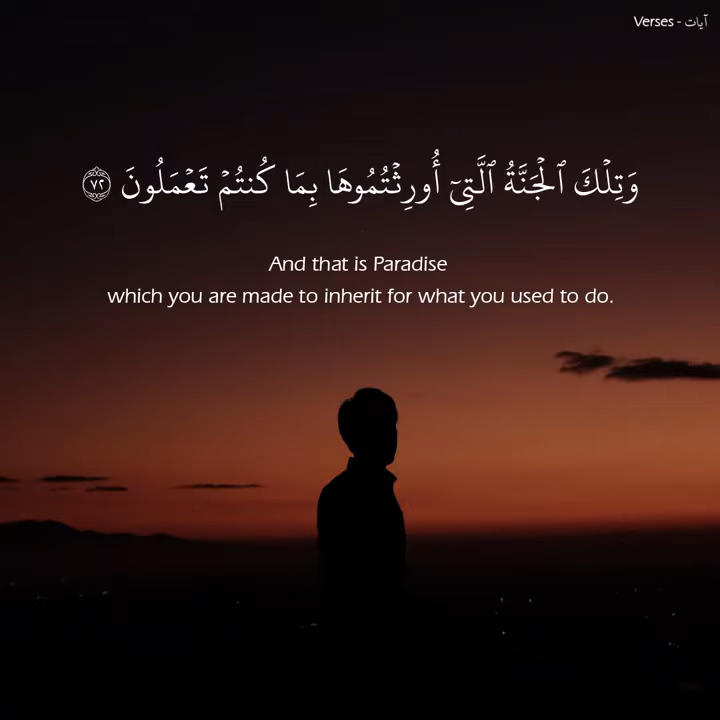 Verses - آيات
وَتِلْكَ ٱلْجَنَّةُ ٱلَّتِىٓ أُورِثْتُمُوهَا بِمَا كُنتُمْ تَعْمَلُونَ ٧٢
And that is Paradise
which you are made to inherit for what you used to do.